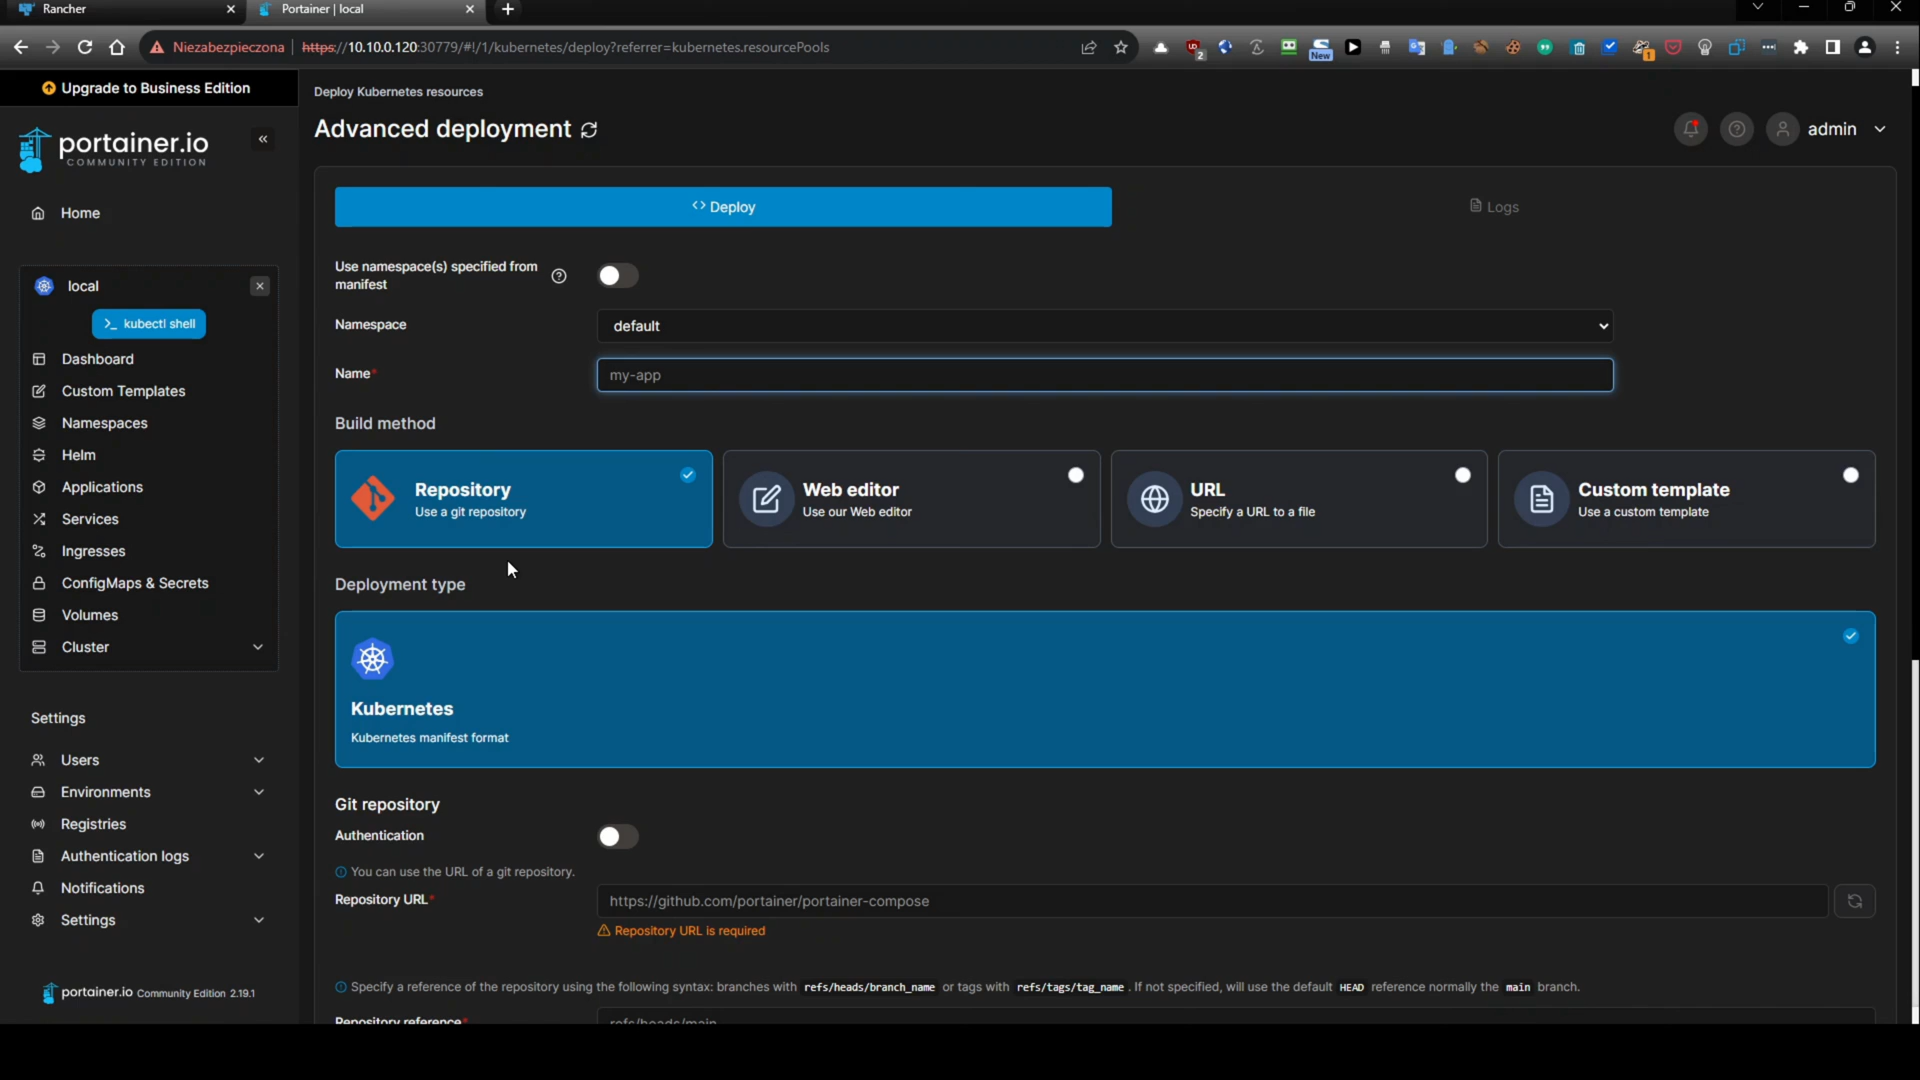 Rancher
Portainer | local
Niezabezpieczona
https://10.10.0.120:30779/#!/1/kubernetes/deploy?referrer=kubernetes.resourcePools
2
New
1
Upgrade to Business Edition
portainer.io
COMMUNITY EDITION
Home
local
>_ kubectl shell
Dashboard
Custom Templates
Namespaces
Helm
Applications
Services
Ingresses
ConfigMaps & Secrets
Volumes
Cluster
Settings
Users
Environments
Registries
Authentication logs
Notifications
Settings
portainer.io Community Edition 2.19.1
Deploy Kubernetes resources
Advanced deployment
admin
Deploy
Logs
Use namespace(s) specified from
manifest
Namespace
default
Name*
my-app
Build method
Repository
Use a git repository
Web editor
Use our Web editor
URL
Specify a URL to a file
Custom template
Use a custom template
Deployment type
Kubernetes
Kubernetes manifest format
Git repository
Authentication
You can use the URL of a git repository.
Repository URL*
https://github.com/portainer/portainer-compose
Repository URL is required
Specify a reference of the repository using the following syntax: branches with refs/heads/branch_name or tags with refs/tags/tag_name. If not specified, will use the default HEAD reference normally the main branch.
Repository reference*
refs/heads/main